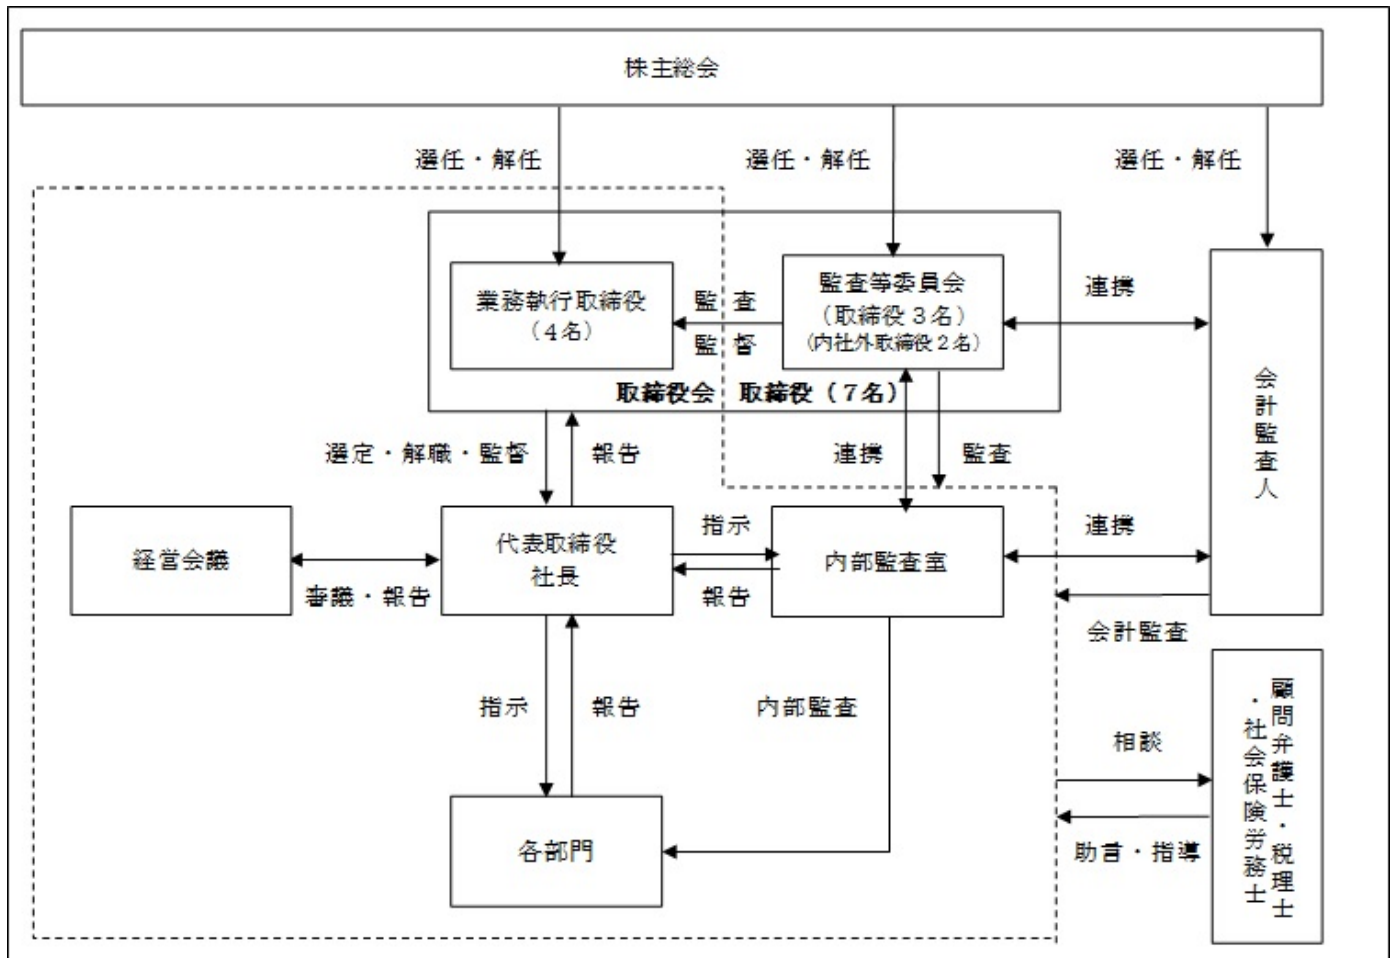 株主総会
選任・解任
選任・解任
選任・解任
業務執行取締役
（4名）
監 査
監 督
監査等委員会
（取締役３名）
(内社外取締役２名)
連携
取締役会　取締役（７名）
会計監査人
選定・解職・監督
報告
連携
監査
経営会議
審議・報告
代表取締役
社長
指示
報告
内部監査室
連携
会計監査
指示
報告
内部監査
相談
助言・指導
顧問弁護士・税理士
・社会保険労務士
各部門